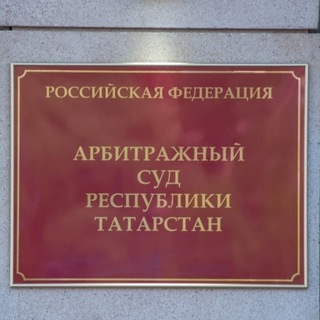 РОССИЙСКАЯ ФЕДЕРАЦИЯ
АРБИТРАЖНЫЙ
СУД
РЕСПУБЛИКИ
ТАТАРСТАН